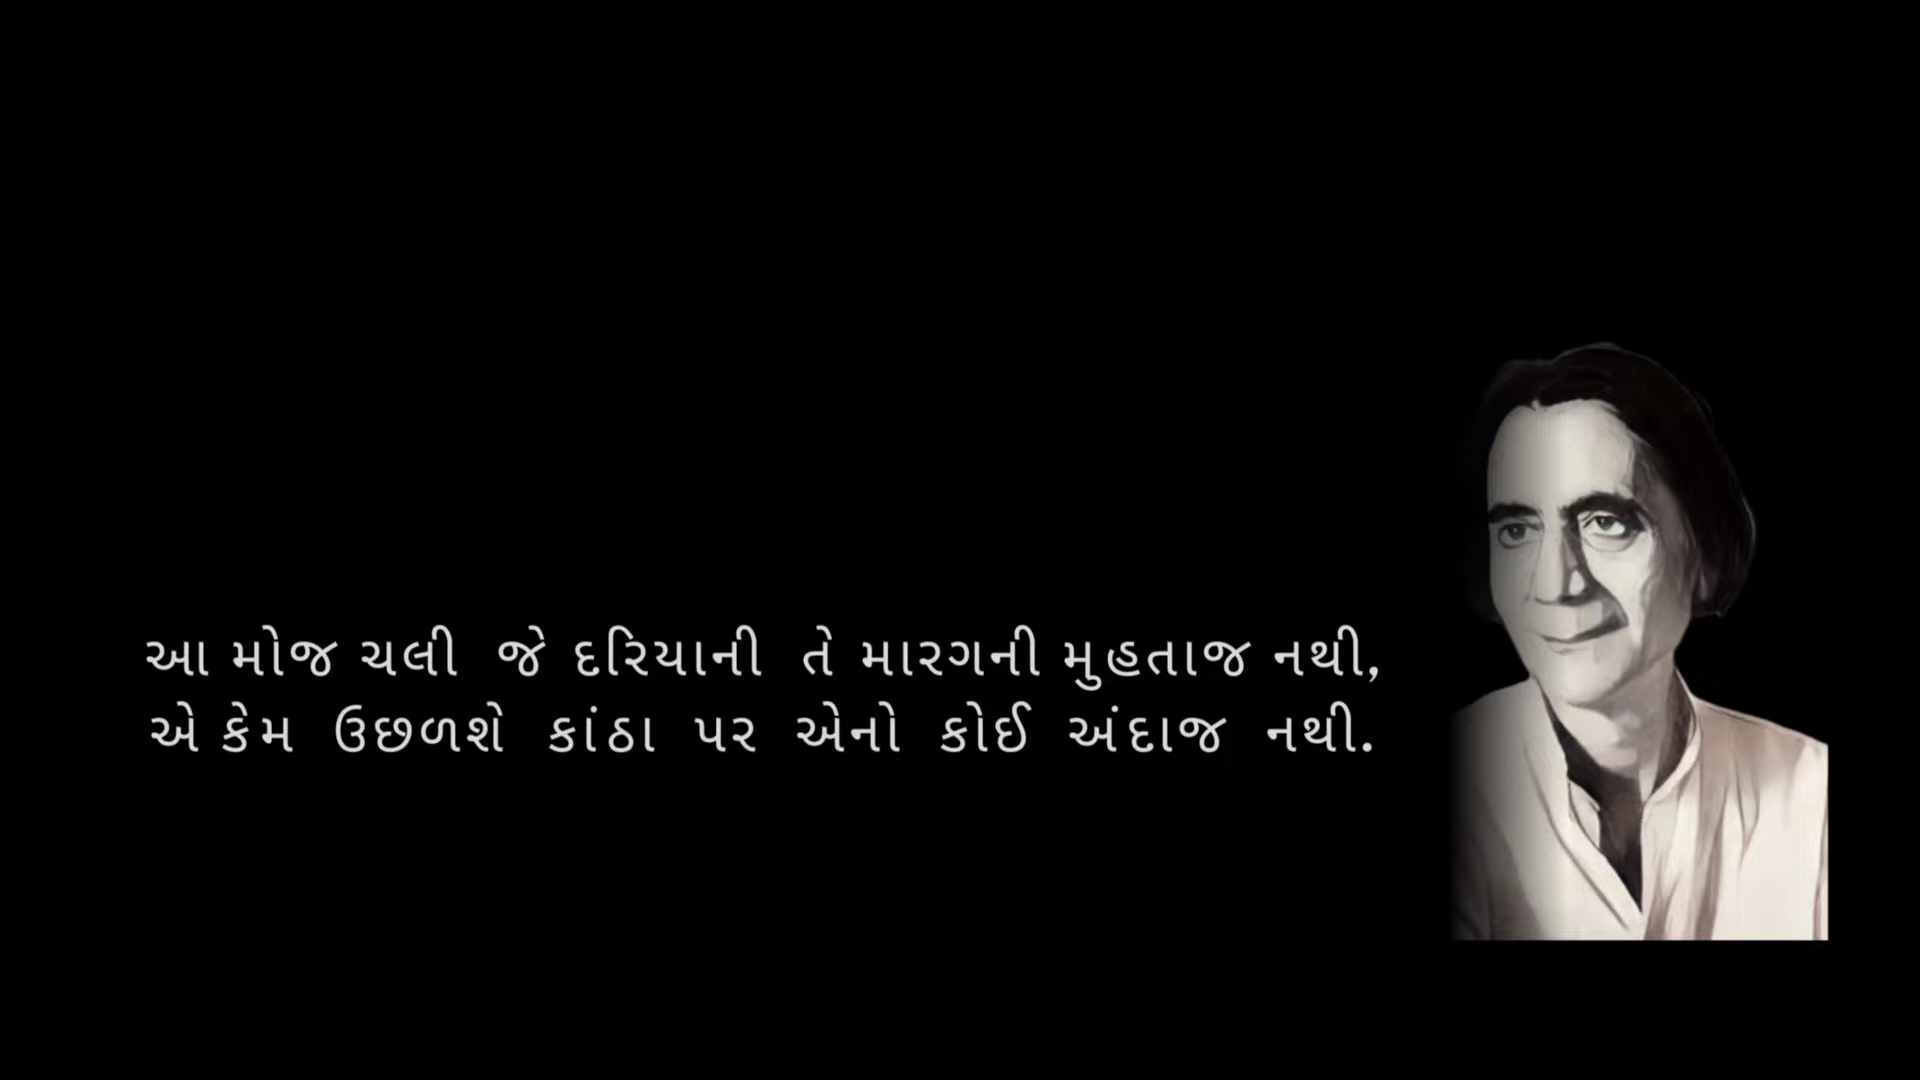 આ મોજ ચલી જે દરિયાની તે મારગની મુહતાજ નથી,
એ કેમ ઉછળશે કાંઠા પર એનો કોઈ અંદાજ નથી.